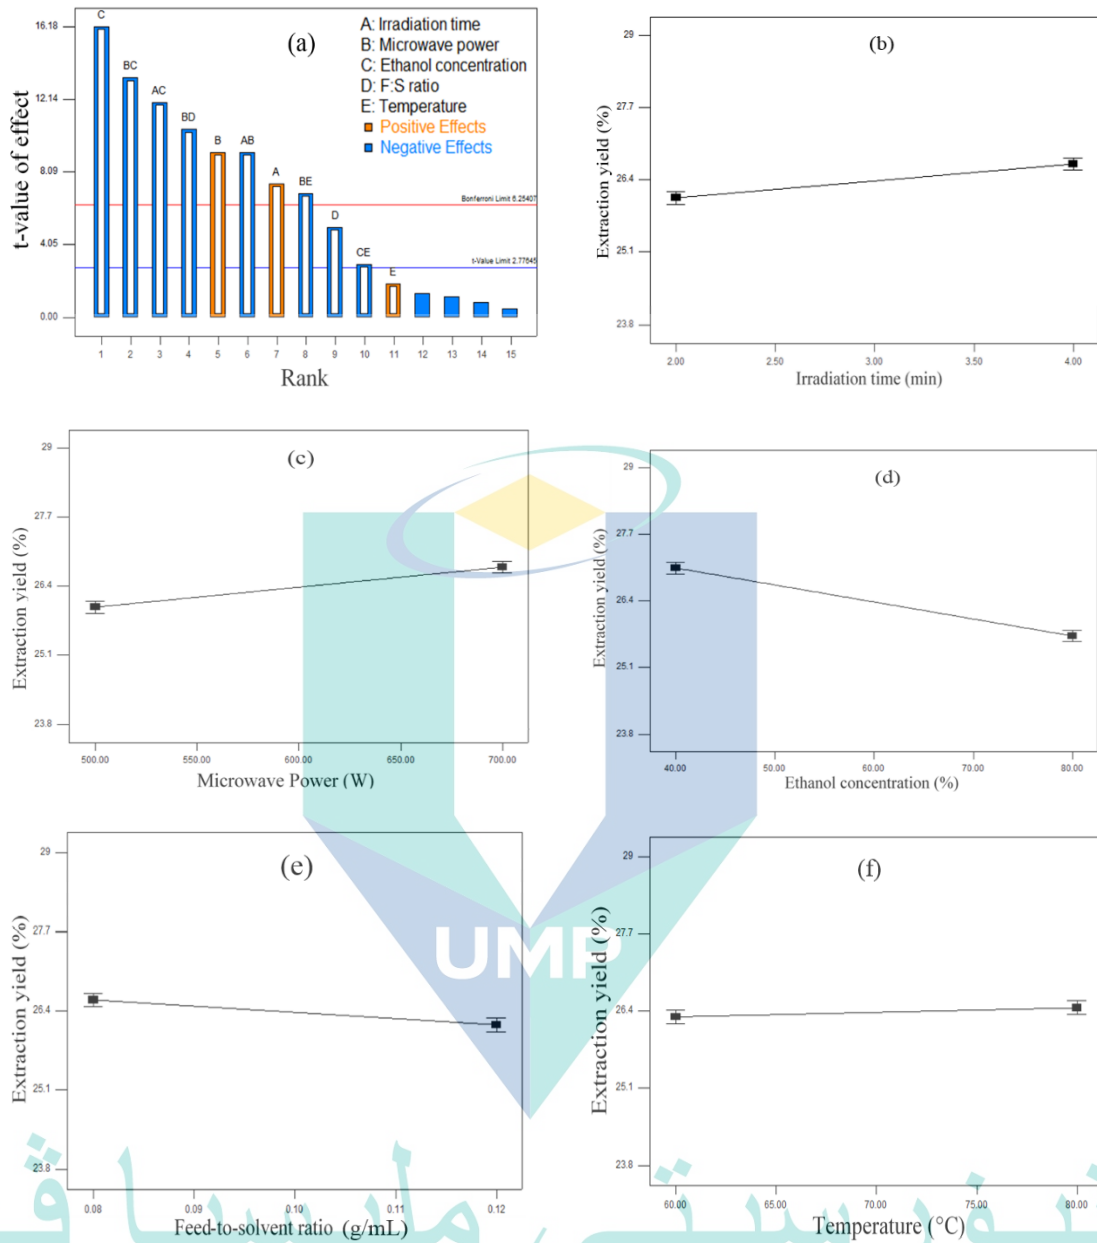 (a)
A: Irradiation time
B: Microwave power
C: Ethanol concentration
D: F:S ratio
E: Temperature
Positive Effects
Negative Effects
t-value of effect
16.18
12.14
8.09
4.05
0.00
C
BC
AC
BD
B
AB
A
BE
D
CE
E
Bonferroni Limit 6.25407
t-Value Limit 2.77645
1 2 3 4 5 6 7 8 9 10 11 12 13 14 15
Rank
(b)
Extraction yield (%)
29
27.7
26.4
25.1
23.8
2.00 2.50 3.00 3.50 4.00
Irradiation time (min)
(c)
Extraction yield (%)
29
27.7
26.4
25.1
23.8
500.00 550.00 600.00 650.00 700.00
Microwave Power (W)
(d)
Extraction yield (%)
29
27.7
26.4
25.1
23.8
40.00 50.00 60.00 70.00 80.00
Ethanol concentration (%)
(e)
Extraction yield (%)
29
27.7
26.4
25.1
23.8
0.08 0.09 0.10 0.11 0.12
Feed-to-solvent ratio (g/mL)
(f)
Extraction yield (%)
29
27.7
26.4
25.1
23.8
60.00 65.00 70.00 75.00 80.00
Temperature (°C)
UMP